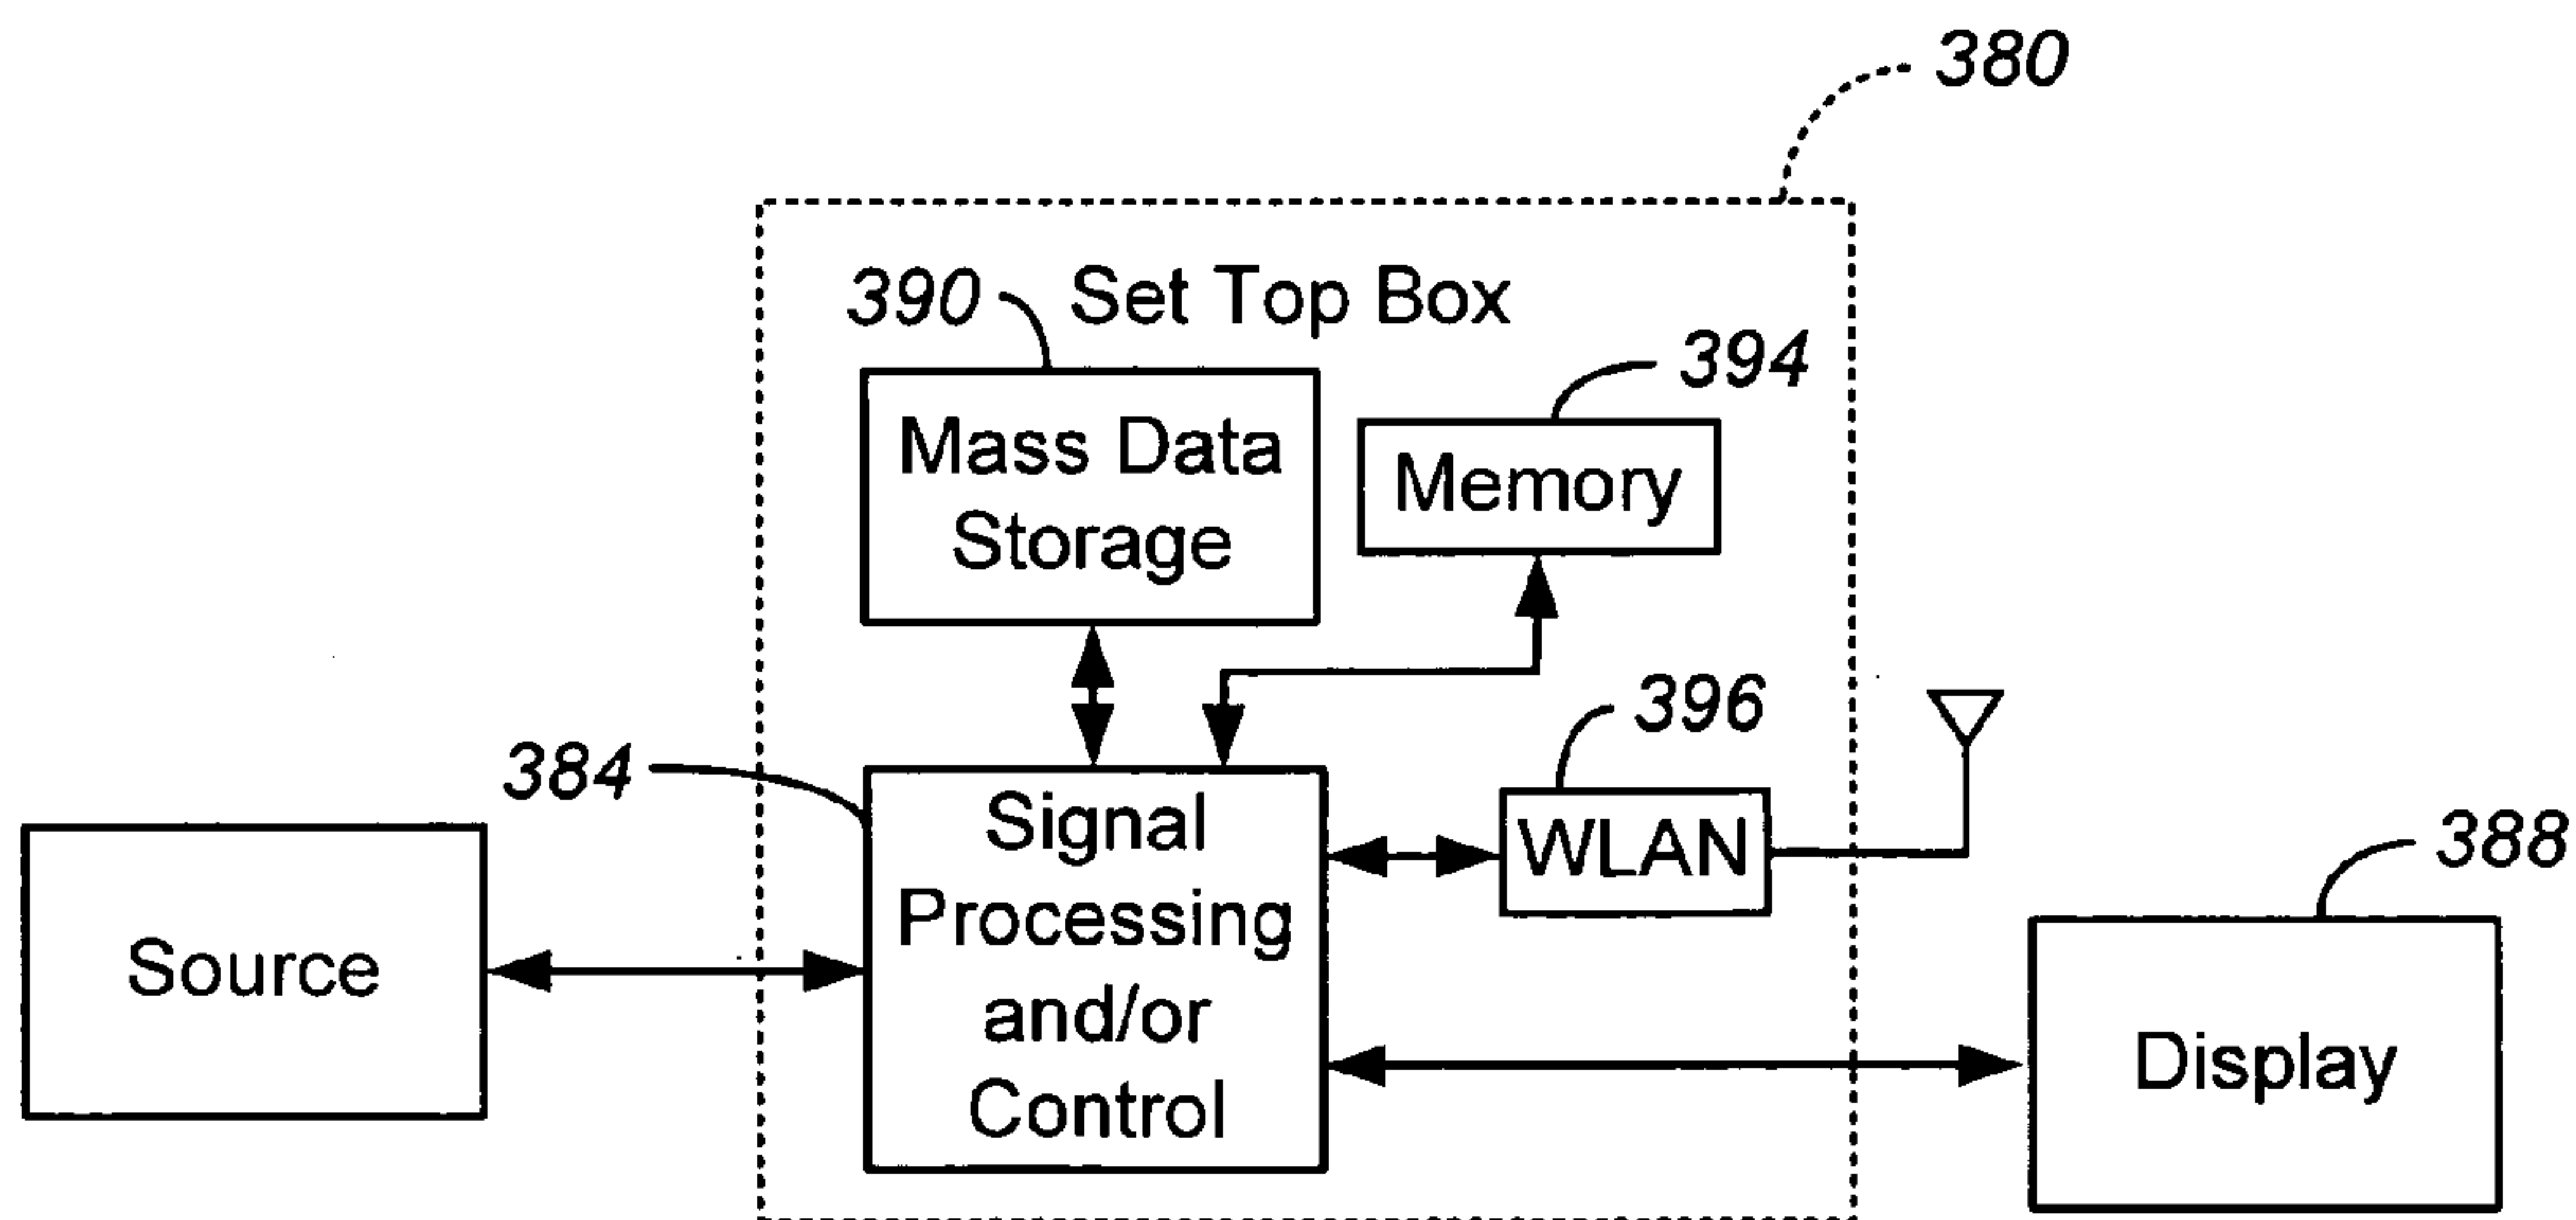 380
390
Set Top Box
394
Mass Data
Storage
Memory
396
384
Signal
Processing
and/or
Control
WLAN
388
Source
Display